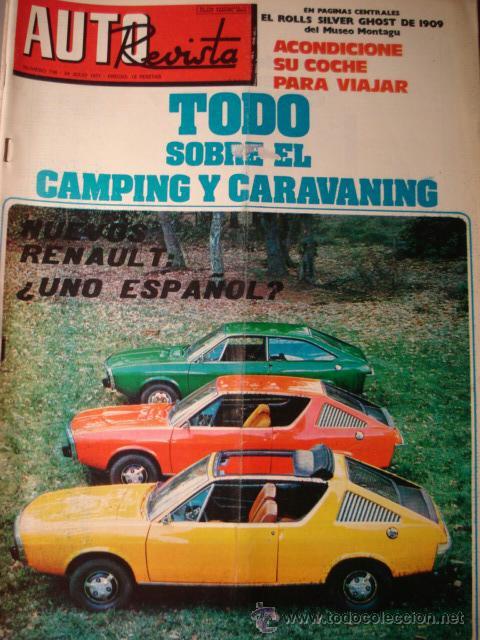 AUTO
Revista
EN PAGINAS CENTRALES
EL ROLLS SILVER GHOST DE 1909
del Museo Montagu
ACONDICIONE
SU COCHE
PARA VIAJAR
TODO
SOBRE EL
CAMPING Y CARAVANING
NUEVOS
RENAULT:
¿UNO ESPAÑOL?
www.todocoleccion.net